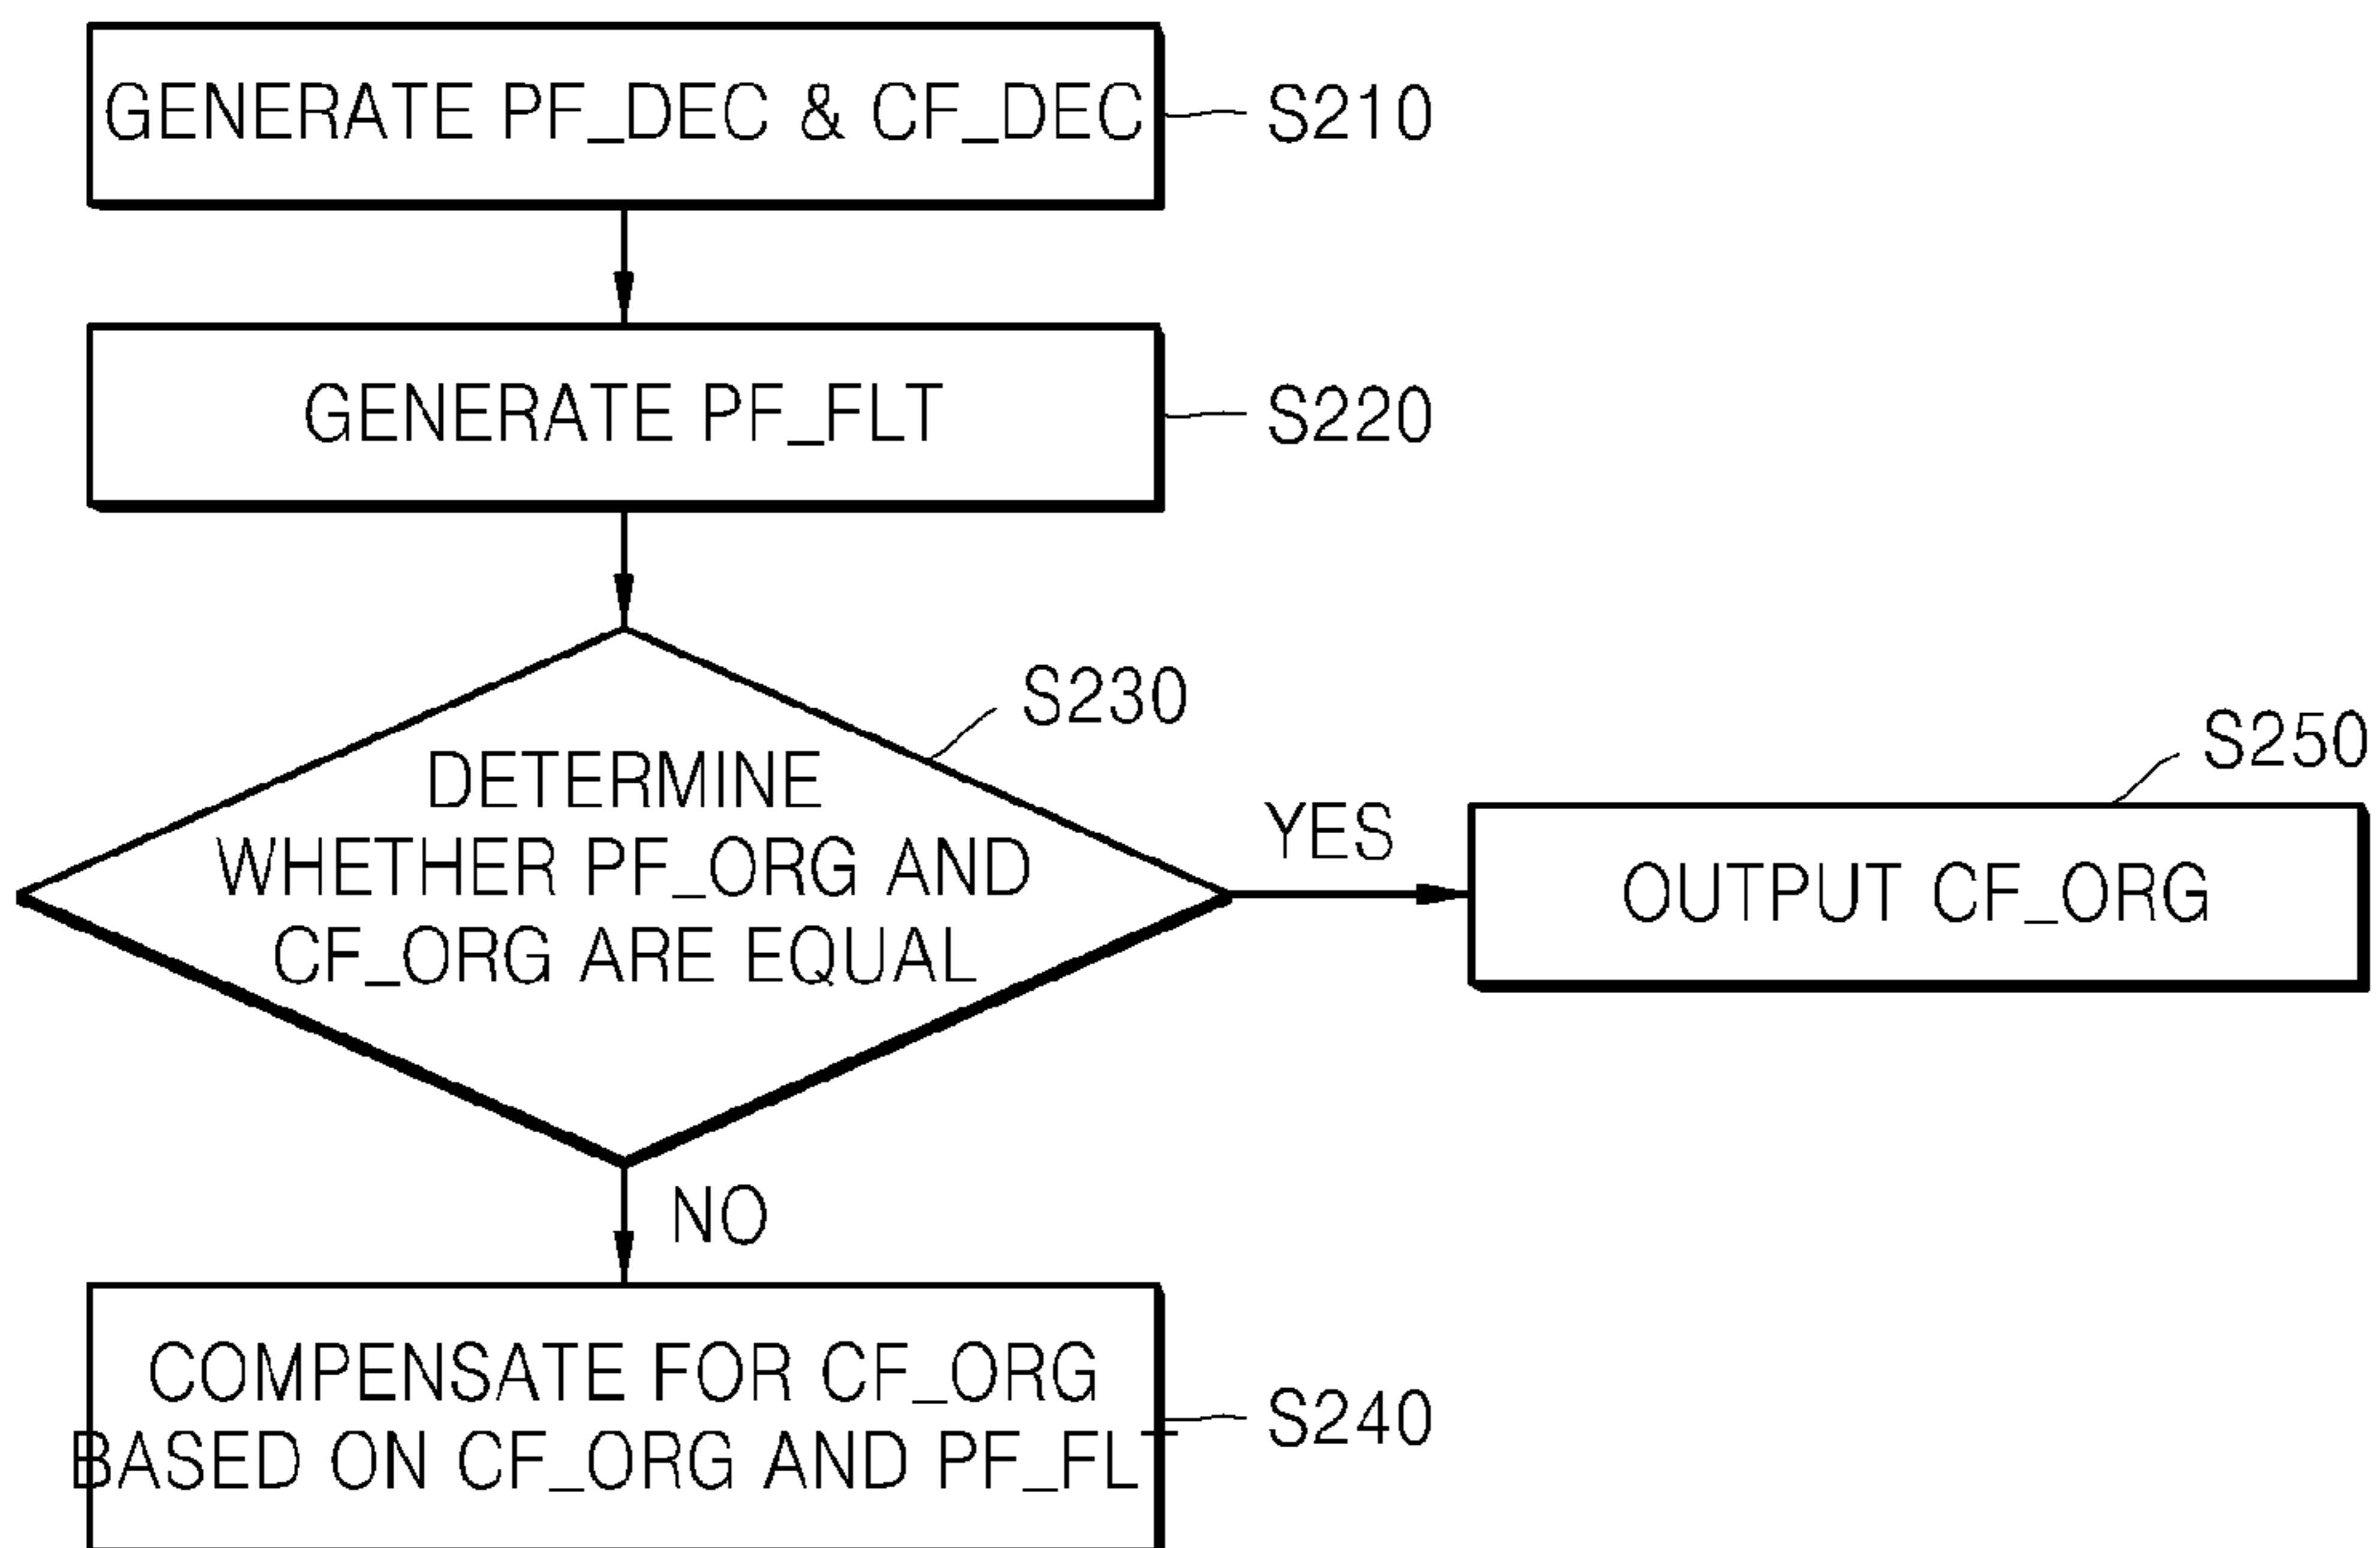 GENERATE PF_DEC & CF_DEC
S210
GENERATE PF_FLT
S220
S230
DETERMINE
WHETHER PF_ORG AND
CF_ORG ARE EQUAL
YES
S250
OUTPUT CF_ORG
NO
COMPENSATE FOR CF_ORG
BASED ON CF_ORG AND PF_FLT
S240